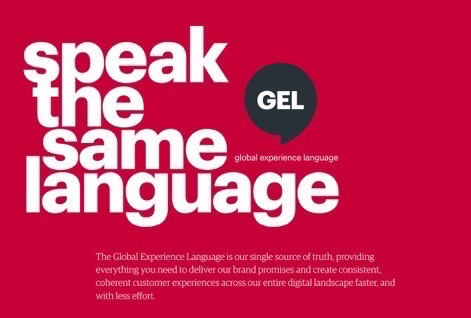 speak
the
same
language
GEL
global experience language
The Global Experience Language is our single source of truth, providing
everything you need to deliver our brand promises and create consistent,
coherent customer experiences across our entire digital landscape faster, and
with less effort.